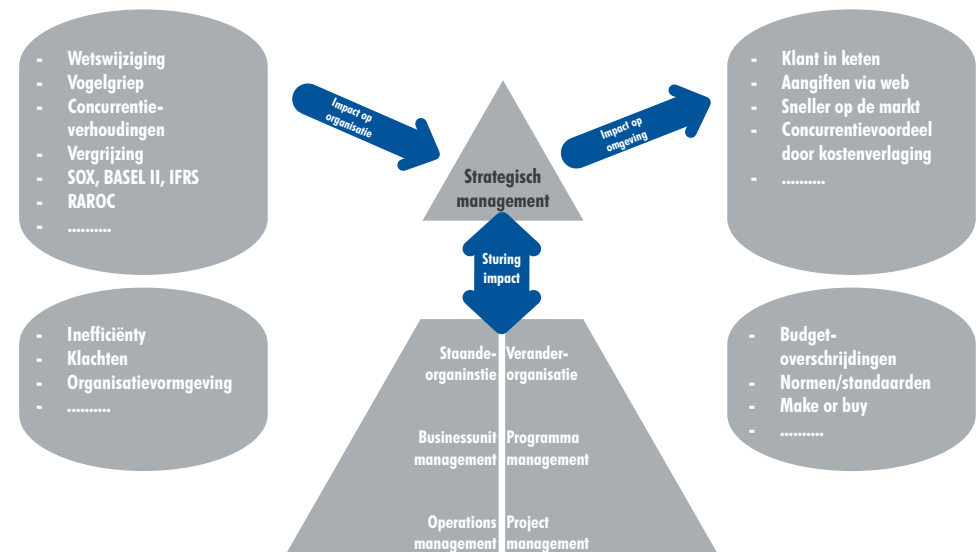 - Wetswijziging
- Vogelgriep
- Concurrentie-
verhoudingen
- Vergrijzing
- SOX, BASEL II, IFRS
- RAROC
- ..........
Impact op
organisatie
Strategisch
management
Impact op
omgeving
- Klant in keten
- Aangiften via web
- Sneller op de markt
- Concurrentievoordeel
door kostenverlaging
- ..........
Sturing
impact
- Inefficiënty
- Klachten
- Organisatievormgeving
- ..........
Staande-
organinstie
Verander-
organisatie
Businessunit
management
Programma
management
Operations
management
Project
management
- Budget-
overschrijdingen
- Normen/standaarden
- Make or buy
- ..........